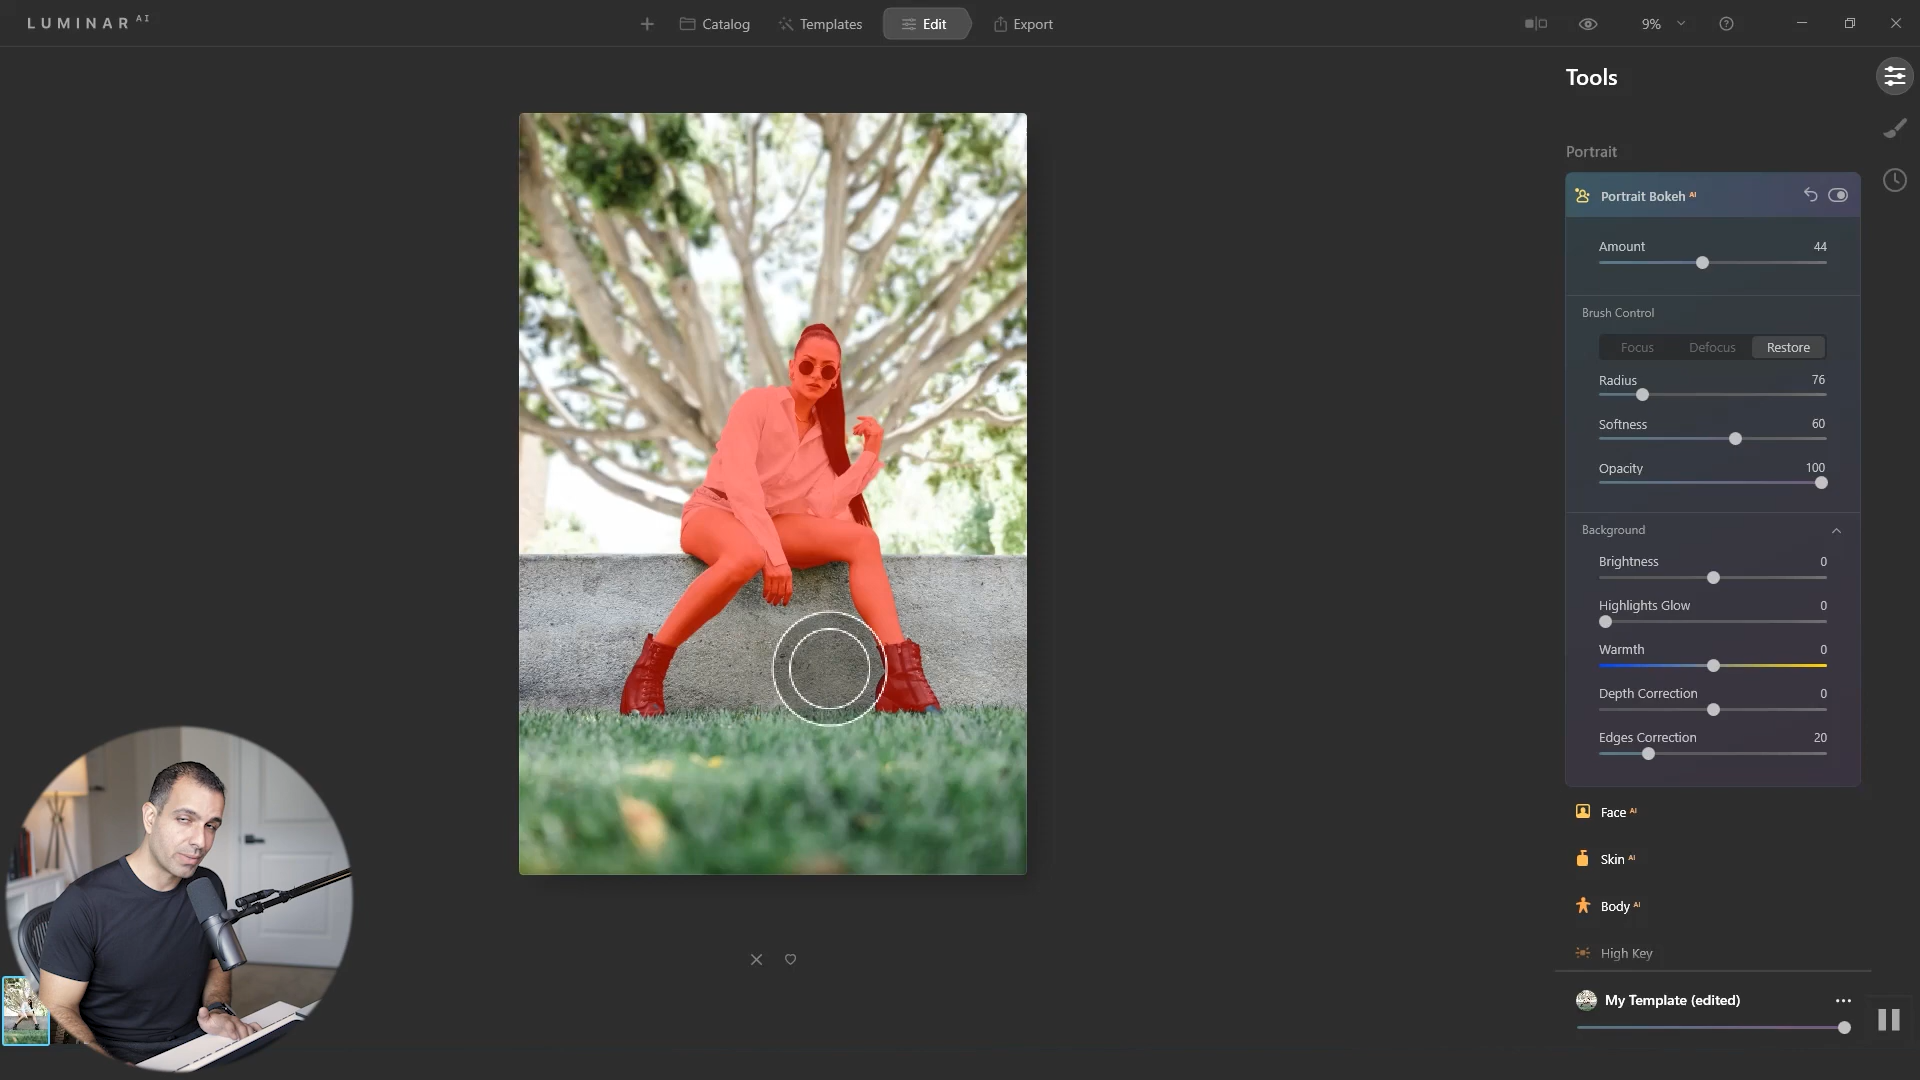 LUMINAR AI
Catalog
Templates
Edit
Export
9%
Tools
Portrait
Portrait Bokeh AI
Amount 44
Brush Control
Focus Defocus Restore
Radius 76
Softness 60
Opacity 100
Background
Brightness 0
Highlights Glow 0
Warmth 0
Depth Correction 0
Edges Correction 20
Face AI
Skin AI
Body AI
High Key
My Template (edited)